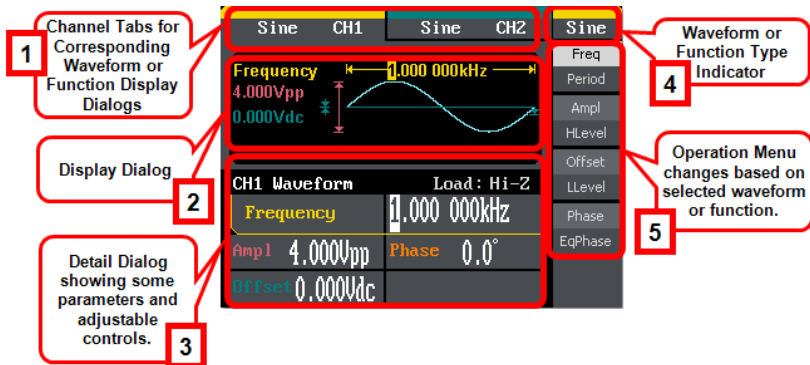 1
Channel Tabs for
Corresponding
Waveform or
Function Display
Dialogs
Sine CH1
Sine CH2
Sine
Waveform or
Function Type
Indicator
4
Frequency
1.000 000kHz
4.000Vpp
0.000Vdc
Display Dialog
2
Freq
Period
Ampl
HLevel
Offset
LLevel
Phase
EqPhase
Operation Menu
changes based on
selected waveform
or function.
5
CH1 Waveform Load: Hi-Z
Frequency 1.000 000kHz
Ampl 4.000Vpp Phase 0.0°
Offset 0.000Vdc
Detail Dialog
showing some
parameters and
adjustable
controls.
3